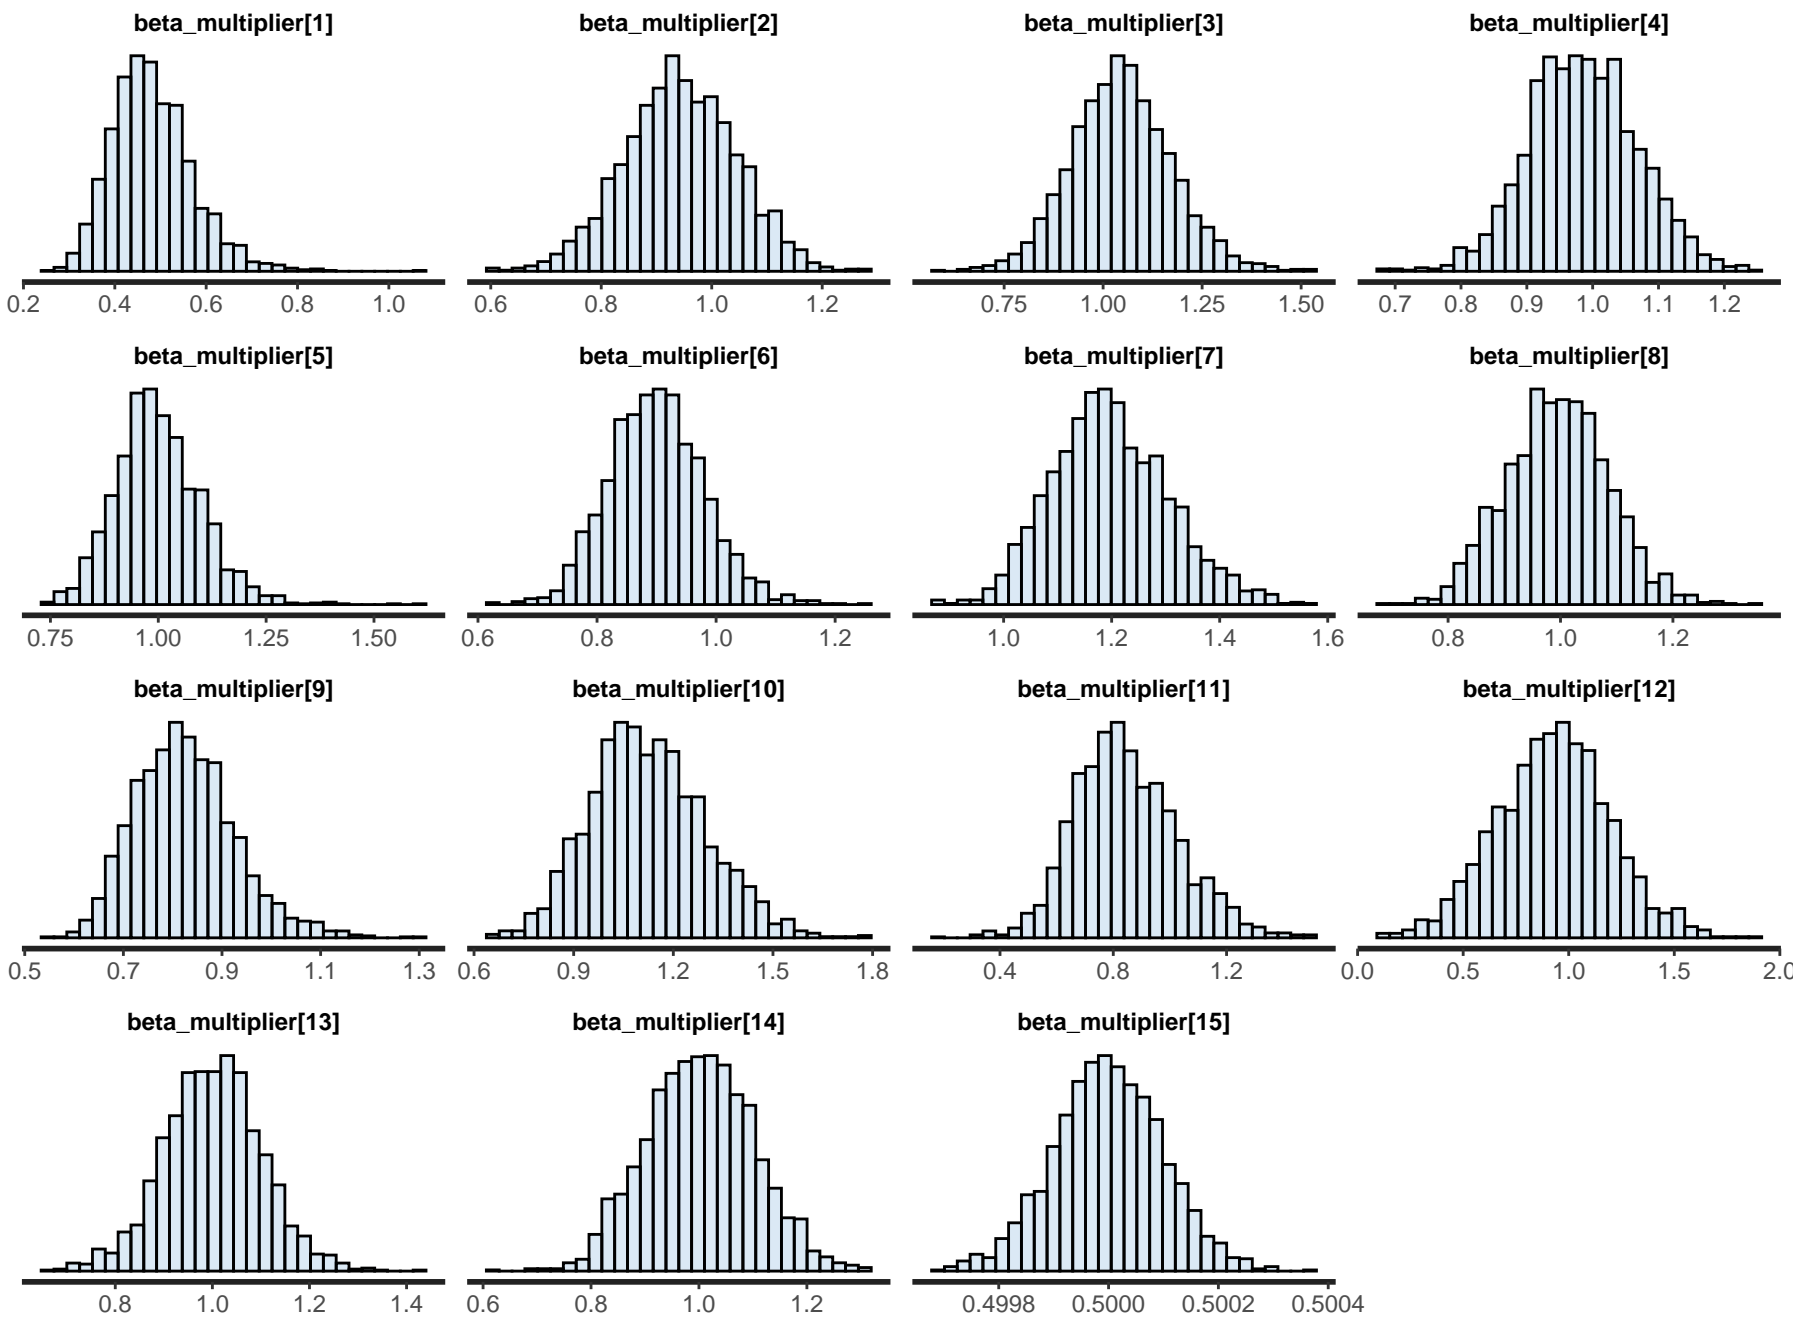 beta_multiplier[1] beta_multiplier[2] beta_multiplier[3] beta_multiplier[4]
0.2 0.4 0.6 0.8 1.0 0.6 0.8 1.0 1.2 0.75 1.00 1.25 1.50 0.7 0.8 0.9 1.0 1.1 1.2
beta_multiplier[5] beta_multiplier[6] beta_multiplier[7] beta_multiplier[8]
0.75 1.00 1.25 1.50 0.6 0.8 1.0 1.2 1.0 1.2 1.4 1.6 0.8 1.0 1.2
beta_multiplier[9] beta_multiplier[10] beta_multiplier[11] beta_multiplier[12]
0.5 0.7 0.9 1.1 1.3 0.6 0.9 1.2 1.5 1.8 0.4 0.8 1.2 0.0 0.5 1.0 1.5 2.0
beta_multiplier[13] beta_multiplier[14] beta_multiplier[15]
0.8 1.0 1.2 1.4 0.6 0.8 1.0 1.2 0.4998 0.5000 0.5002 0.5004